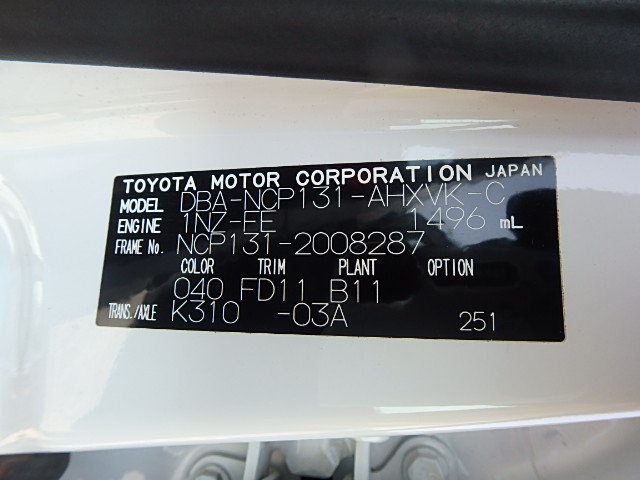 TOYOTA MOTOR CORPORATION JAPAN
MODEL DBA-NCP131-AHXVK-C
ENGINE 1NZ-FE 1496 mL
FRAME No. NCP131-2008287
COLOR TRIM PLANT OPTION
040 FD11 B11
TRANS./AXLE K310 -03A 251